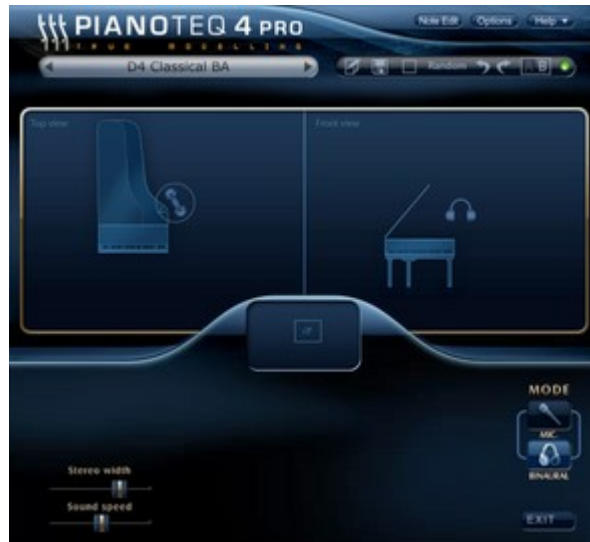 PIANOTEQ 4 PRO
TRUE MODELLING
Note Edit Options Help
D4 Classical BA
Random
Top view
Front view
MODE
MIC.
BINAURAL
Stereo width
Sound speed
EXIT